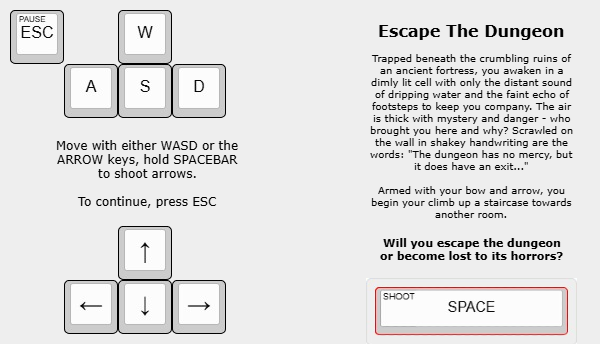 PAUSE
ESC
W
A S D
Move with either WASD or the
ARROW keys, hold SPACEBAR
to shoot arrows.
To continue, press ESC
↑
← ↓ →
Escape The Dungeon
Trapped beneath the crumbling ruins of
an ancient fortress, you awaken in a
dimly lit cell with only the distant sound
of dripping water and the faint echo of
footsteps to keep you company. The air
is thick with mystery and danger - who
brought you here and why? Scrawled on
the wall in shakey handwriting are the
words: "The dungeon has no mercy, but
it does have an exit..."
Armed with your bow and arrow, you
begin your climb up a staircase towards
another room.
Will you escape the dungeon
or become lost to its horrors?
SHOOT
SPACE